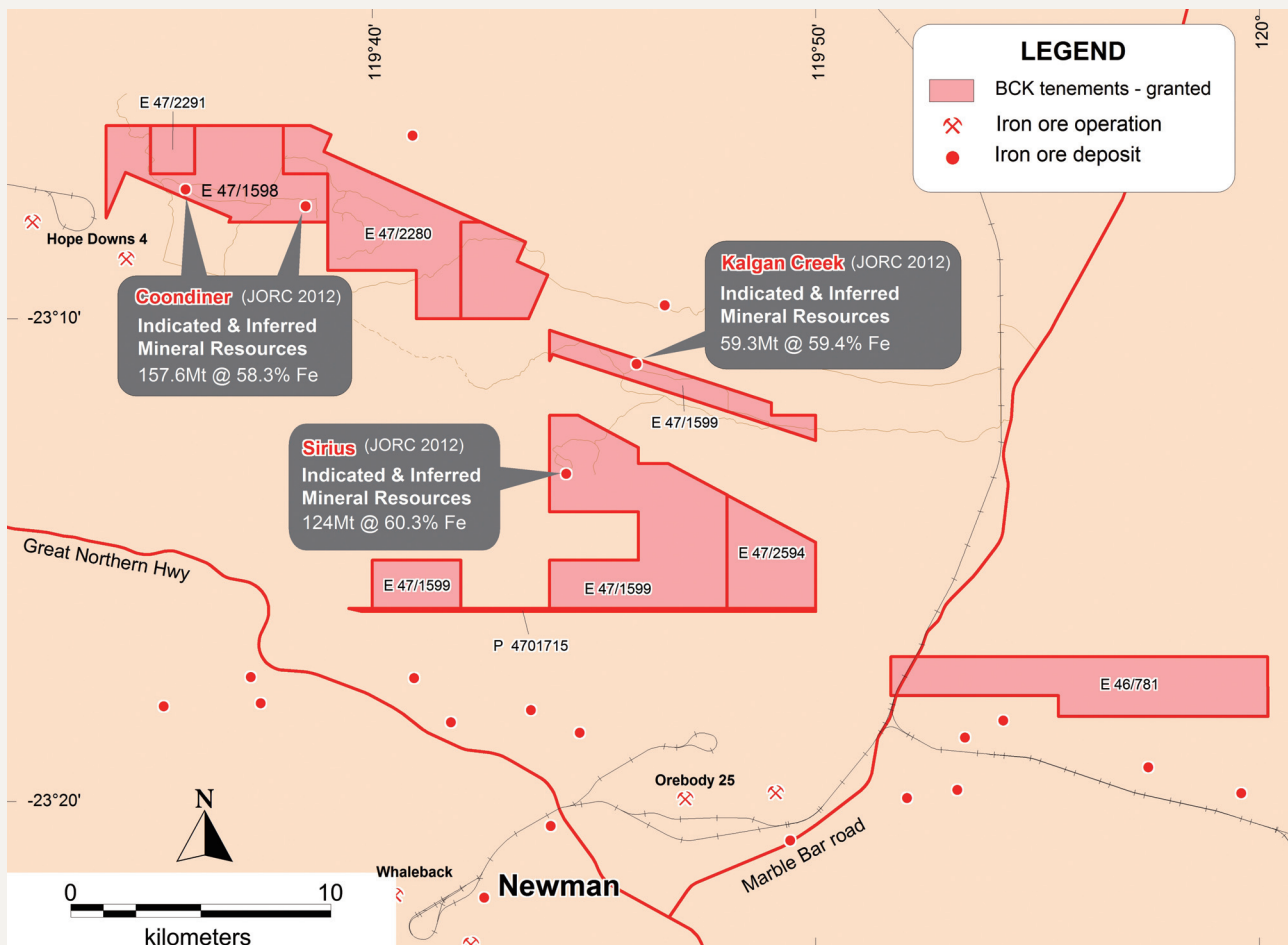 119°40'
119°50'
120°
LEGEND
BCK tenements - granted
Iron ore operation
Iron ore deposit
E 47/2291
E 47/1598
Hope Downs 4
E 47/2280
Coondiner (JORC 2012)
Indicated & Inferred
Mineral Resources
157.6Mt @ 58.3% Fe
Kalgan Creek (JORC 2012)
Indicated & Inferred
Mineral Resources
59.3Mt @ 59.4% Fe
-23°10'
E 47/1599
Sirius (JORC 2012)
Indicated & Inferred
Mineral Resources
124Mt @ 60.3% Fe
Great Northern Hwy
E 47/2594
E 47/1599
E 47/1599
P 4701715
E 46/781
Orebody 25
-23°20'
N
Marble Bar road
Whaleback
Newman
0 10
kilometers